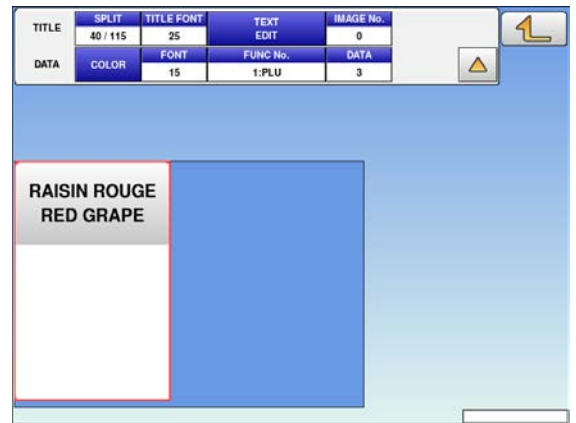 TITLE SPLIT TITLE FONT TEXT EDIT IMAGE No.
40 / 115 25 0
DATA COLOR FONT FUNC No. DATA
15 1:PLU 3
RAISIN ROUGE
RED GRAPE